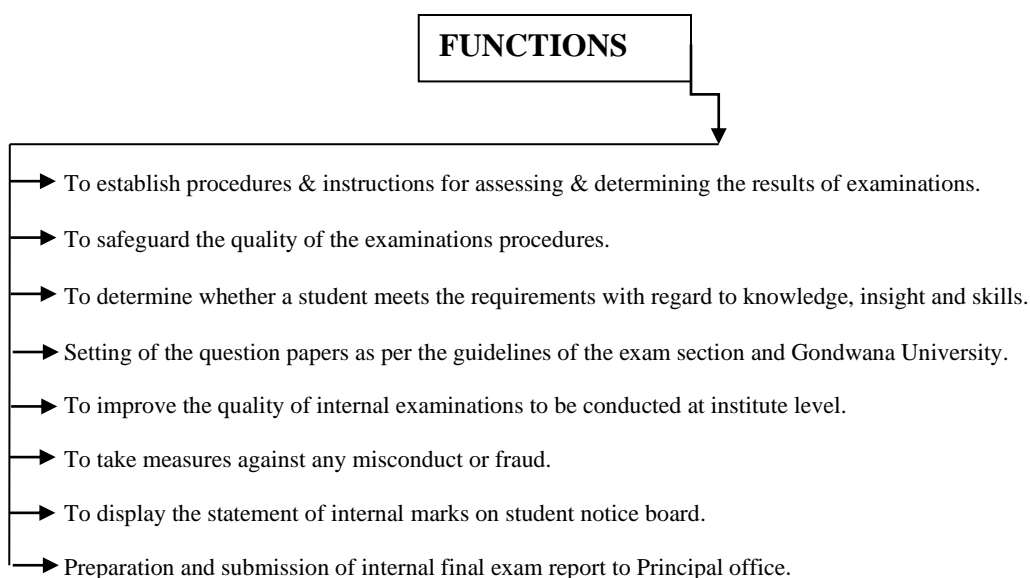 FUNCTIONS
To establish procedures & instructions for assessing & determining the results of examinations.
To safeguard the quality of the examinations procedures.
To determine whether a student meets the requirements with regard to knowledge, insight and skills.
Setting of the question papers as per the guidelines of the exam section and Gondwana University.
To improve the quality of internal examinations to be conducted at institute level.
To take measures against any misconduct or fraud.
To display the statement of internal marks on student notice board.
Preparation and submission of internal final exam report to Principal office.